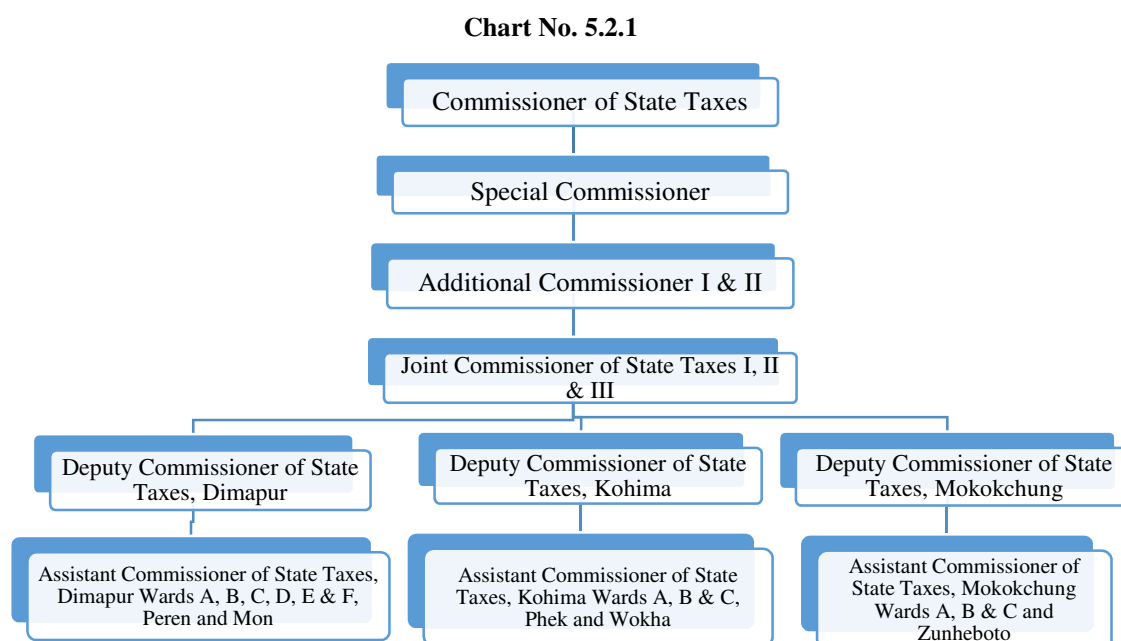 Chart No. 5.2.1
Commissioner of State Taxes
Special Commissioner
Additional Commissioner I & II
Joint Commissioner of State Taxes I, II
& III
Deputy Commissioner of State
Taxes, Dimapur
Deputy Commissioner of State
Taxes, Kohima
Deputy Commissioner of State
Taxes, Mokokchung
Assistant Commissioner of State Taxes,
Dimapur Wards A, B, C, D, E & F,
Peren and Mon
Assistant Commissioner of State
Taxes, Kohima Wards A, B & C,
Phek and Wokha
Assistant Commissioner of
State Taxes, Mokokchung
Wards A, B & C and
Zunheboto